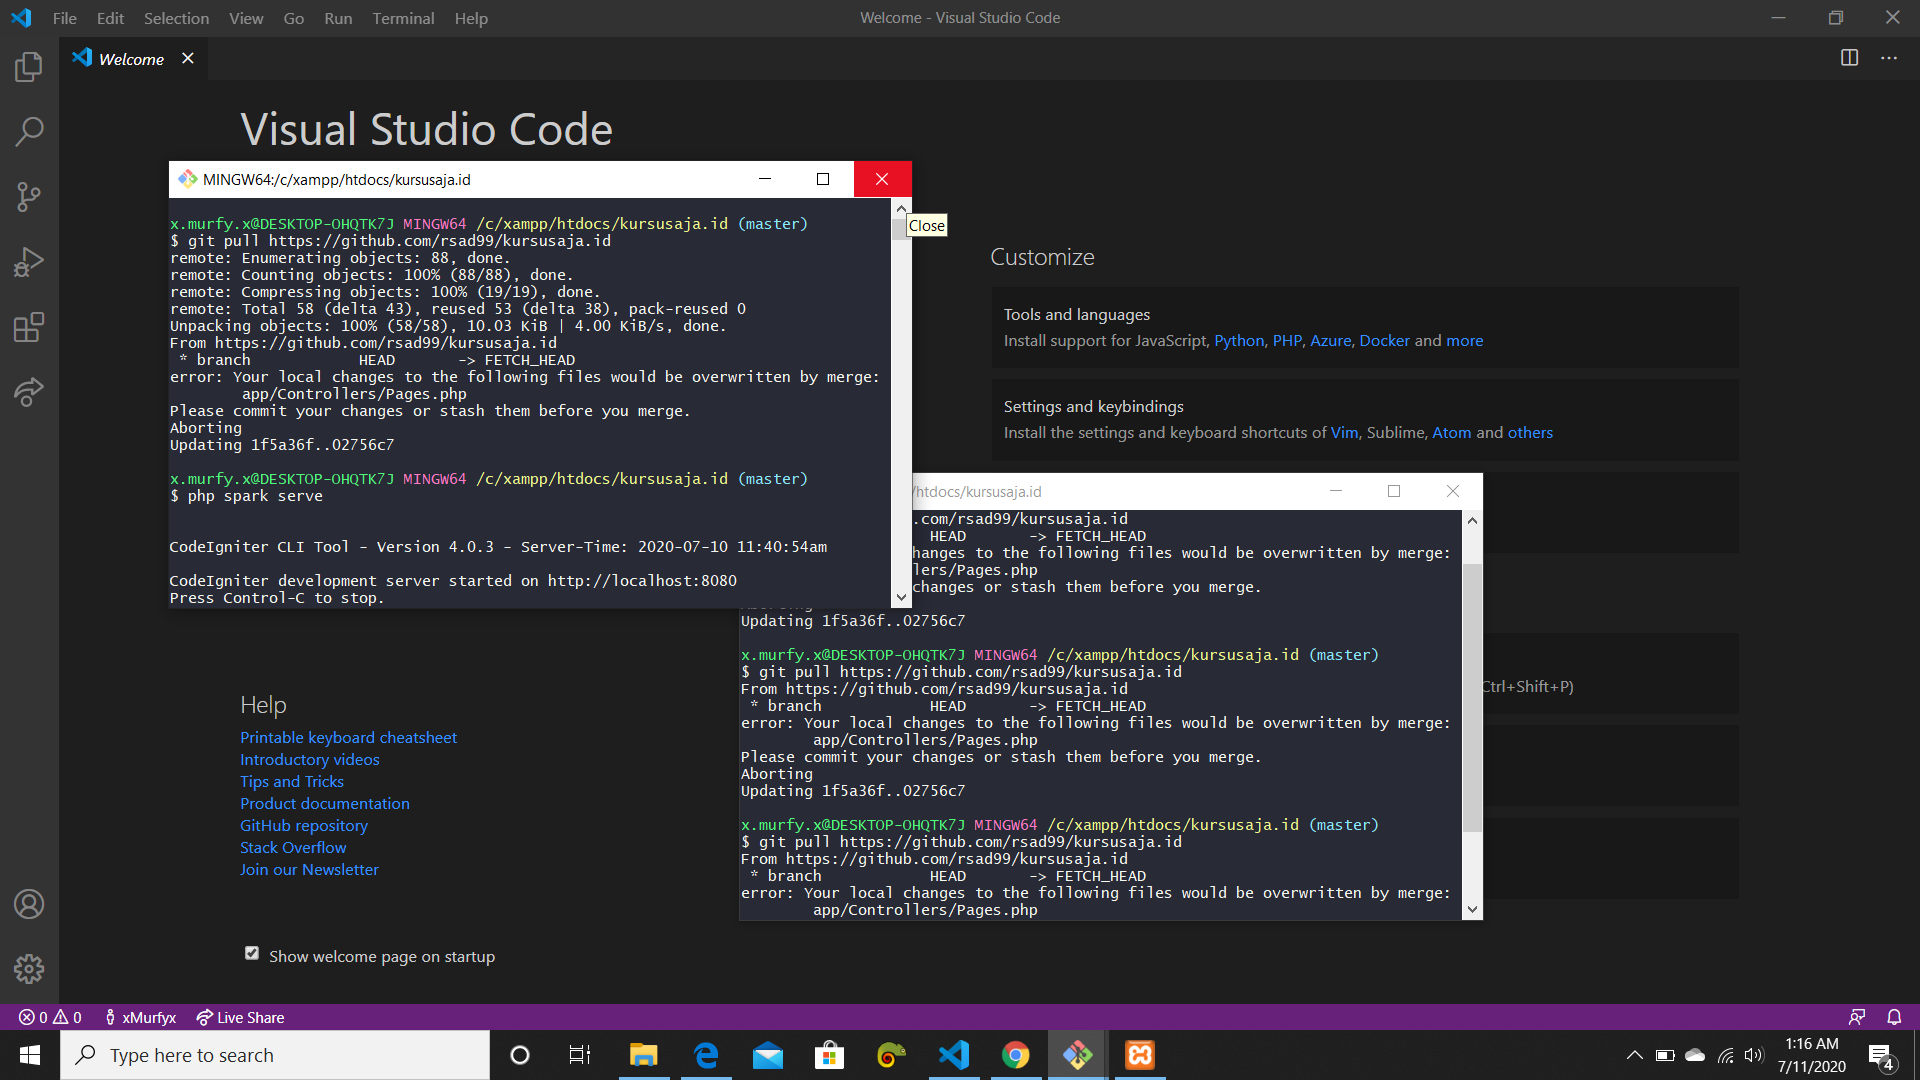 File Edit Selection View Go Run Terminal Help
Welcome - Visual Studio Code
Welcome
Visual Studio Code
MINGW64:/c/xampp/htdocs/kursusaja.id
Close
x.murfy.x@DESKTOP-OHQTK7J MINGW64 /c/xampp/htdocs/kursusaja.id (master)
$ git pull https://github.com/rsad99/kursusaja.id
remote: Enumerating objects: 88, done.
remote: Counting objects: 100% (88/88), done.
remote: Compressing objects: 100% (19/19), done.
remote: Total 58 (delta 43), reused 53 (delta 38), pack-reused 0
Unpacking objects: 100% (58/58), 10.03 KiB | 4.00 KiB/s, done.
From https://github.com/rsad99/kursusaja.id
* branch HEAD -> FETCH_HEAD
error: Your local changes to the following files would be overwritten by merge:
app/Controllers/Pages.php
Please commit your changes or stash them before you merge.
Aborting
Updating 1f5a36f..02756c7
x.murfy.x@DESKTOP-OHQTK7J MINGW64 /c/xampp/htdocs/kursusaja.id (master)
$ php spark serve
CodeIgniter CLI Tool - Version 4.0.3 - Server-Time: 2020-07-10 11:40:54am
CodeIgniter development server started on http://localhost:8080
Press Control-C to stop.
Customize
Tools and languages
Install support for JavaScript, Python, PHP, Azure, Docker and more
Settings and keybindings
Install the settings and keyboard shortcuts of Vim, Sublime, Atom and others
/htdocs/kursusaja.id
.com/rsad99/kursusaja.id
HEAD -> FETCH_HEAD
hanges to the following files would be overwritten by merge:
lers/Pages.php
changes or stash them before you merge.
Updating 1f5a36f..02756c7
x.murfy.x@DESKTOP-OHQTK7J MINGW64 /c/xampp/htdocs/kursusaja.id (master)
$ git pull https://github.com/rsad99/kursusaja.id
From https://github.com/rsad99/kursusaja.id
* branch HEAD -> FETCH_HEAD
error: Your local changes to the following files would be overwritten by merge:
app/Controllers/Pages.php
Please commit your changes or stash them before you merge.
Aborting
Updating 1f5a36f..02756c7
x.murfy.x@DESKTOP-OHQTK7J MINGW64 /c/xampp/htdocs/kursusaja.id (master)
$ git pull https://github.com/rsad99/kursusaja.id
From https://github.com/rsad99/kursusaja.id
* branch HEAD -> FETCH_HEAD
error: Your local changes to the following files would be overwritten by merge:
app/Controllers/Pages.php
Ctrl+Shift+P)
Help
Printable keyboard cheatsheet
Introductory videos
Tips and Tricks
Product documentation
GitHub repository
Stack Overflow
Join our Newsletter
Show welcome page on startup
0 0 xMurfyx Live Share
Type here to search
1:16 AM
7/11/2020
4